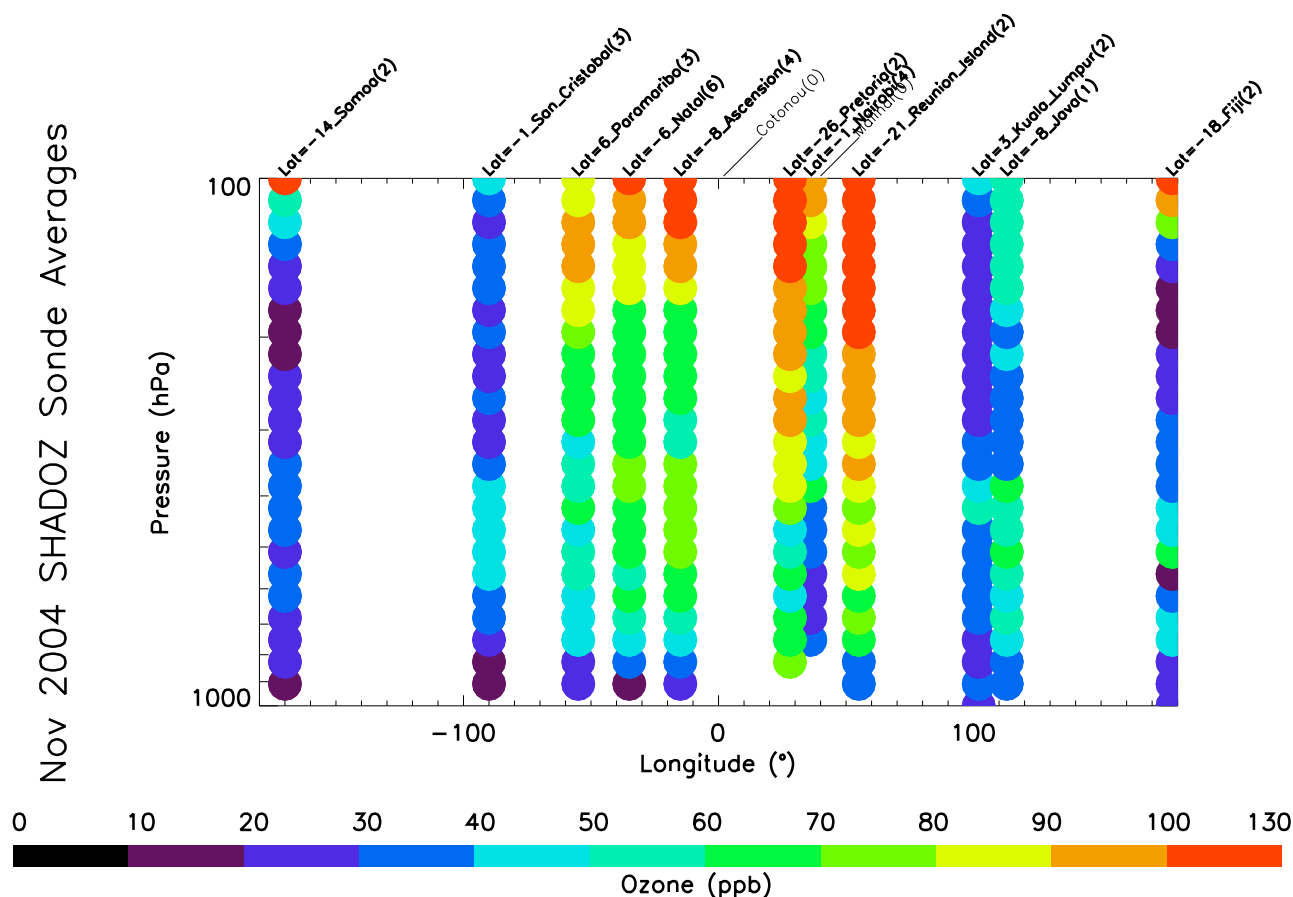 Lat=-14_Samoa(2)
Lat=-1_San_Cristobal(3)
Lat=6_Paramaribo(3)
Lat=-6_Natal(6)
Lat=-8_Ascension(4)
Cotonou(0)
Lat=-26_Pretoria(2)
Lat=-1_Nairobi(4)
Malindi(0)
Lat=-21_Reunion_Island(2)
Lat=3_Kuala_Lumpur(2)
Lat=-8_Java(1)
Lat=-18_Fiji(2)
Nov 2004 SHADOZ Sonde Averages
Pressure (hPa)
100
1000
-100 0 100
Longitude (°)
0 10 20 30 40 50 60 70 80 90 100 130
Ozone (ppb)